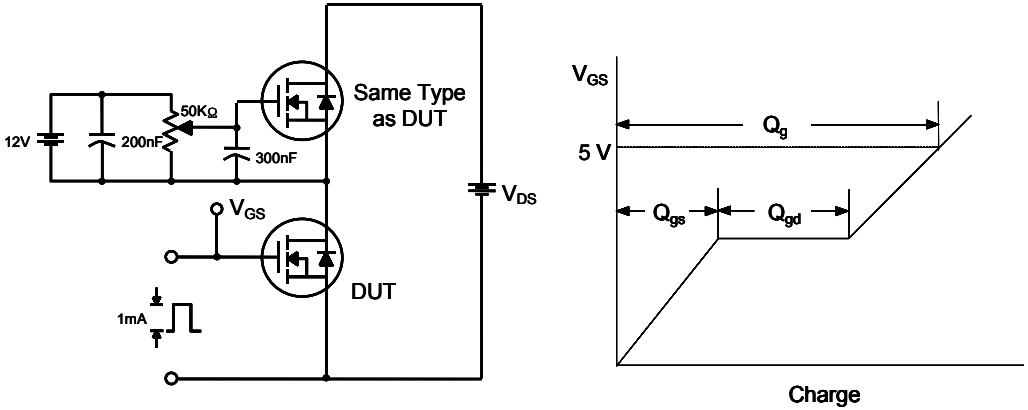 12V
200nF
50KΩ
300nF
Same Type
as DUT
VGS
DUT
1mA
VDS
VGS
5 V
Qg
Qgs
Qgd
Charge